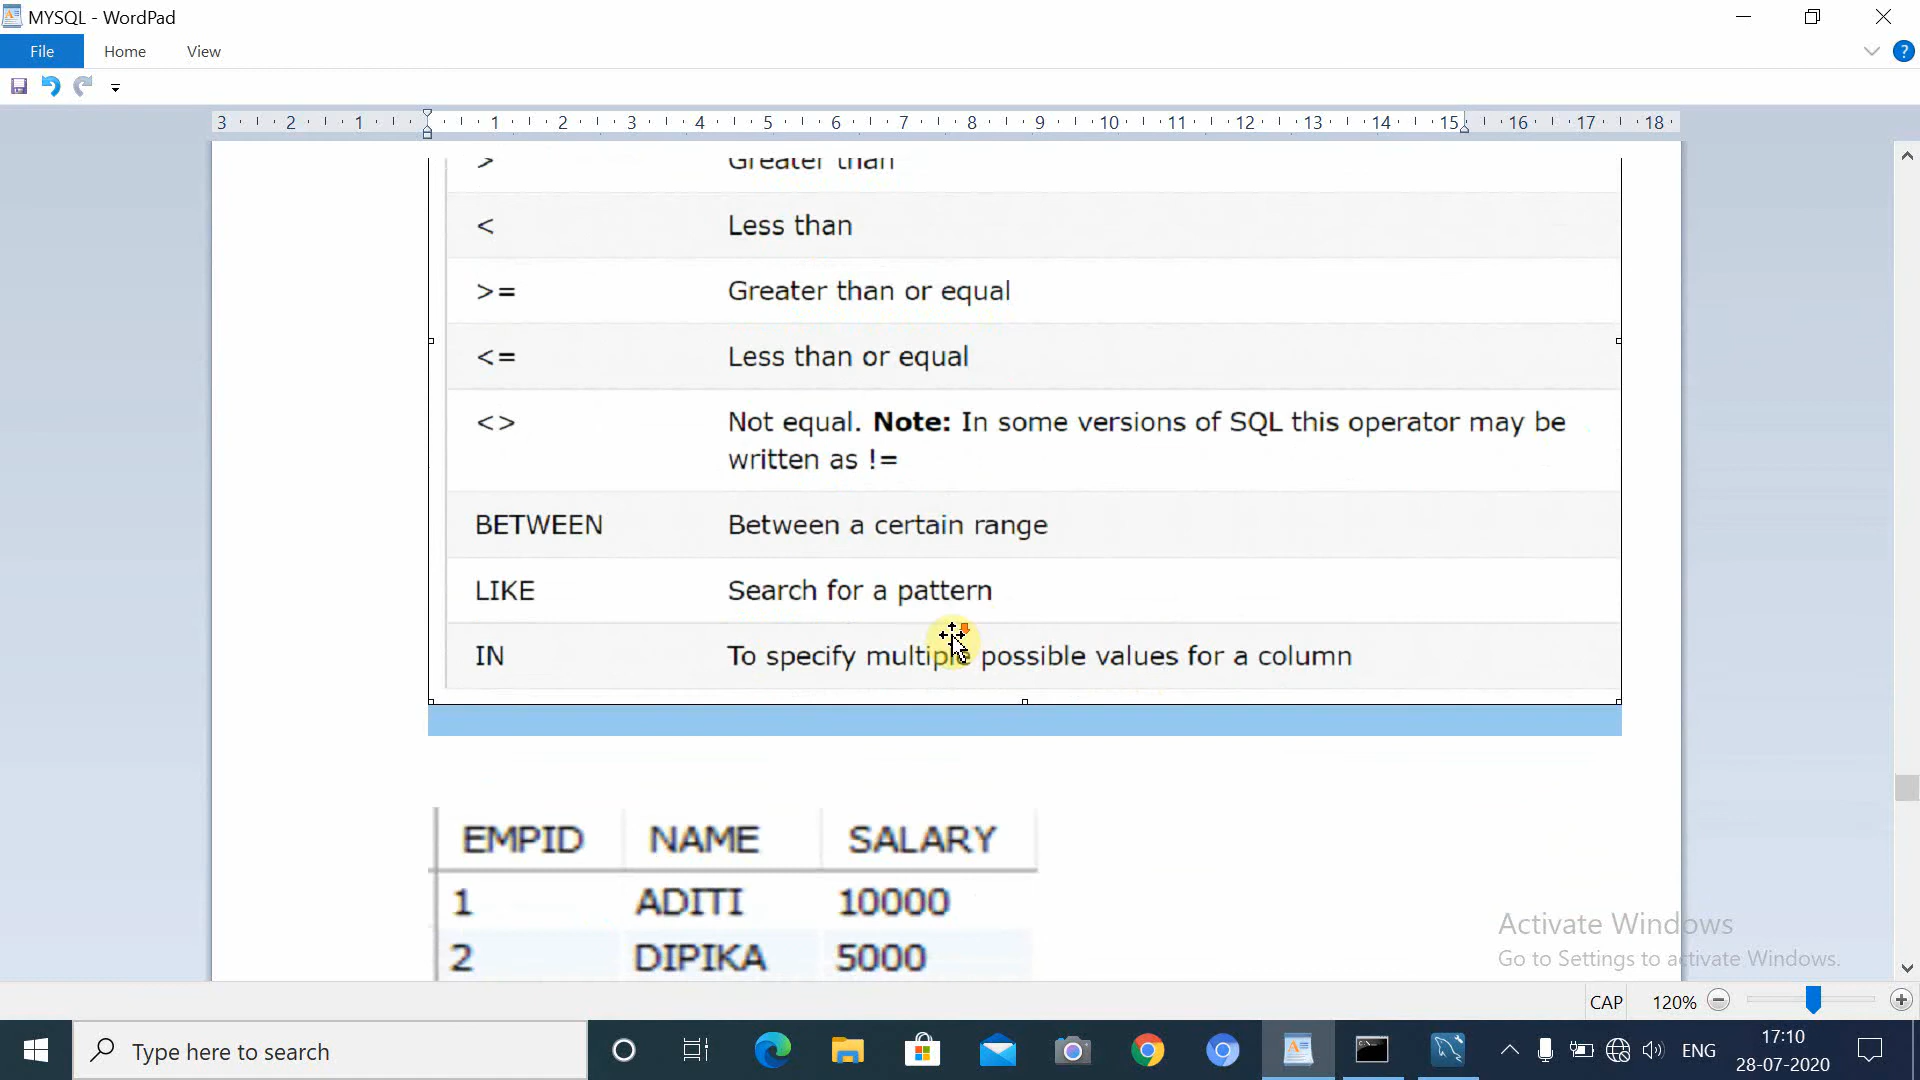 MYSQL - WordPad
File Home View
3 2 1 1 2 3 4 5 6 7 8 9 10 11 12 13 14 15 16 17 18
> Greater than
< Less than
>= Greater than or equal
<= Less than or equal
<> Not equal. Note: In some versions of SQL this operator may be
written as !=
BETWEEN Between a certain range
LIKE Search for a pattern
IN To specify multiple possible values for a column
EMPID NAME SALARY
1 ADITI 10000
2 DIPIKA 5000
Activate Windows
Go to Settings to activate Windows.
CAP 120%
Type here to search
ENG
17:10
28-07-2020